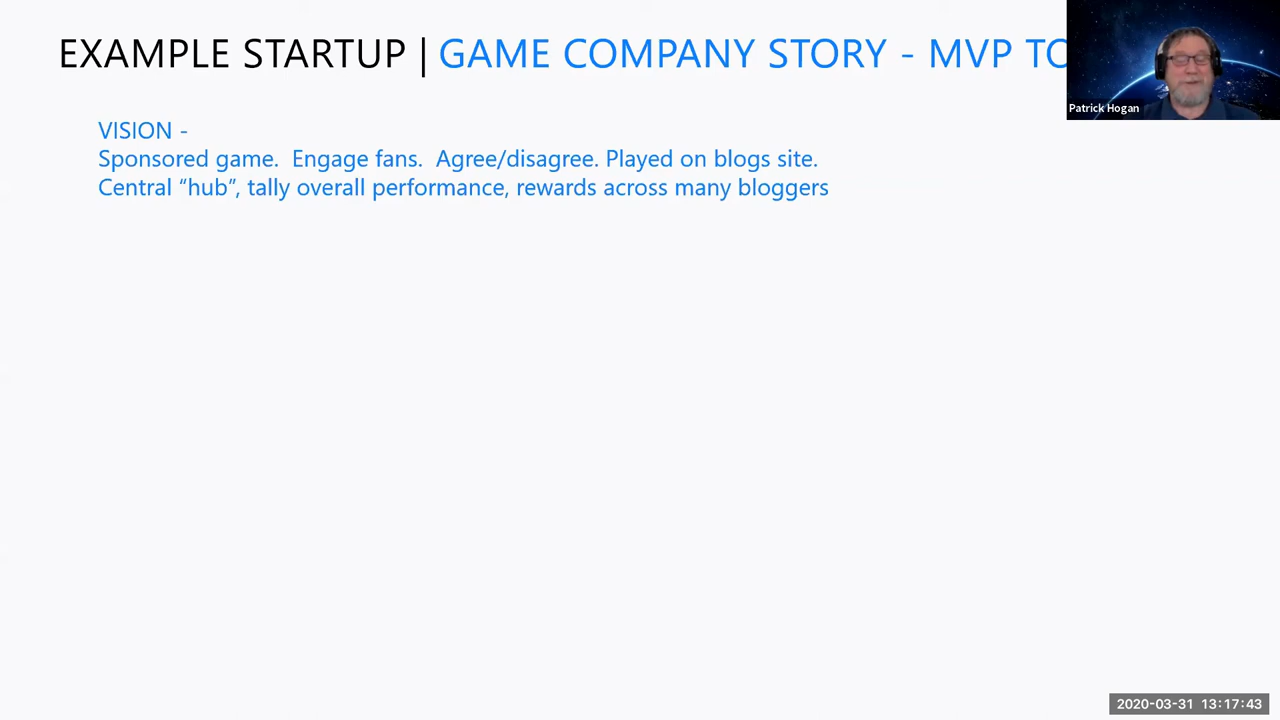 EXAMPLE STARTUP | GAME COMPANY STORY - MVP TO
Patrick Hogan
VISION -
Sponsored game.  Engage fans.  Agree/disagree. Played on blogs site.
Central “hub”, tally overall performance, rewards across many bloggers
2020-03-31 13:17:43